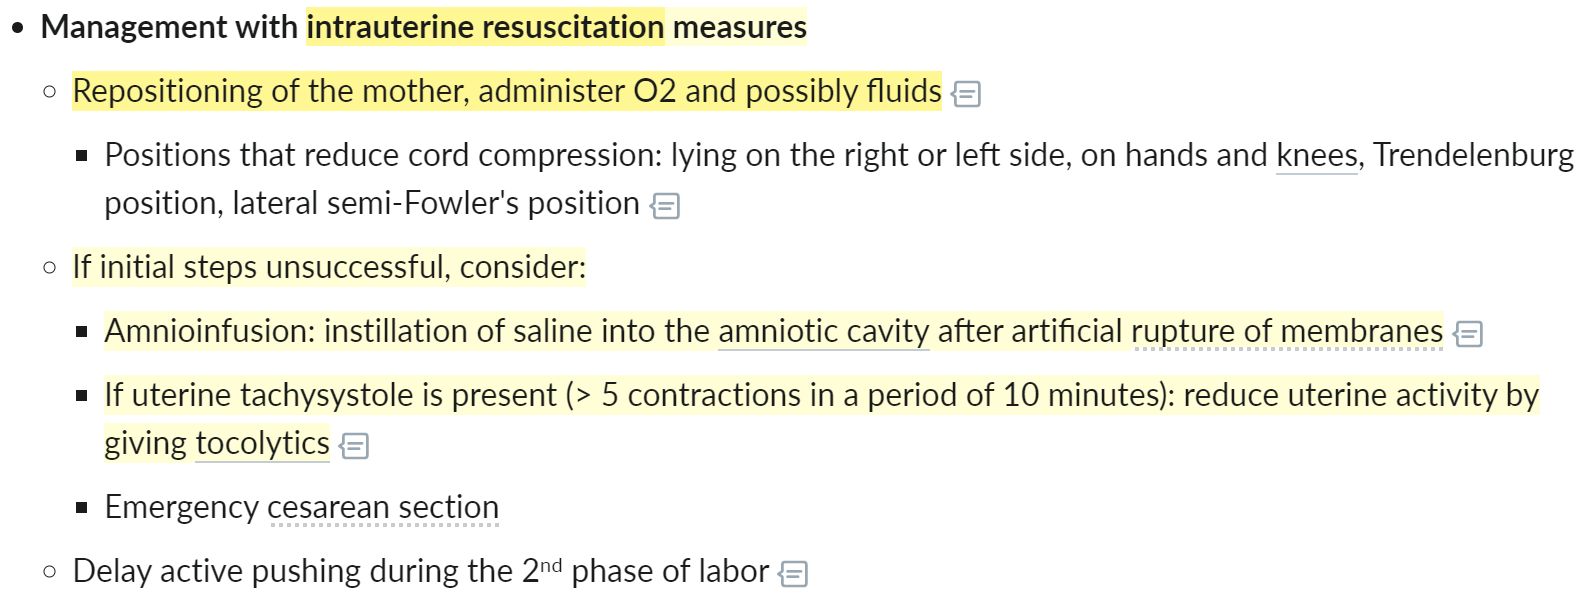 Management with intrauterine resuscitation measures
Repositioning of the mother, administer O2 and possibly fluids
Positions that reduce cord compression: lying on the right or left side, on hands and knees, Trendelenburg
position, lateral semi-Fowler's position
If initial steps unsuccessful, consider:
Amnioinfusion: instillation of saline into the amniotic cavity after artificial rupture of membranes
If uterine tachysystole is present (> 5 contractions in a period of 10 minutes): reduce uterine activity by
giving tocolytics
Emergency cesarean section
Delay active pushing during the 2nd phase of labor